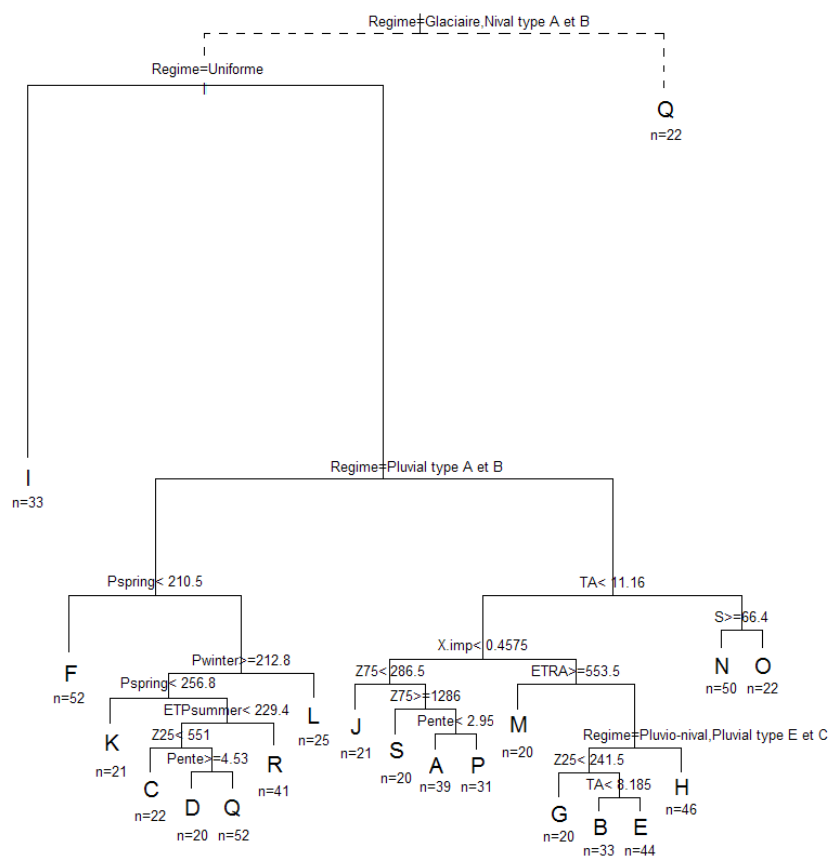 Regime=Glaciaire,Nival type A et B
Regime=Uniforme
Q
n=22
I
n=33
Regime=Pluvial type A et B
Pspring< 210.5
TA< 11.16
F
n=52
Pwinter>=212.8
X.imp< 0.4575
S>=66.4
Pspring< 256.8
L
n=25
Z75< 286.5
ETRA>=553.5
N
n=50
O
n=22
K
n=21
ETPsummer< 229.4
J
n=21
Z75>=1286
M
n=20
Z25< 551
R
n=41
S
n=20
Pente< 2.95
Regime=Pluvio-nival,Pluvial type E et C
C
n=22
Pente>=4.53
A
n=39
P
n=31
Z25< 241.5
H
n=46
D
n=20
Q
n=52
G
n=20
TA< 8.185
B
n=33
E
n=44